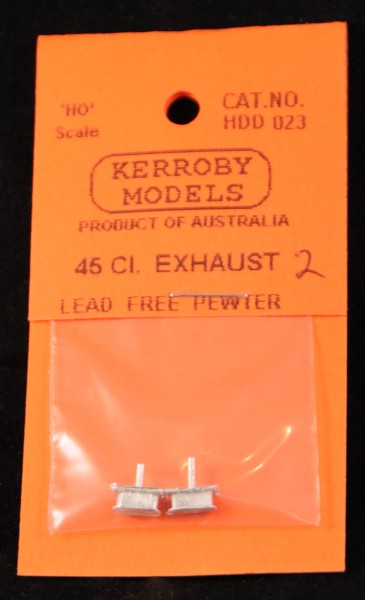 'HO'
Scale
CAT.NO.
HDD 023
KERROBY
MODELS
PRODUCT OF AUSTRALIA
45 Cl. EXHAUST 2
LEAD FREE PEWTER